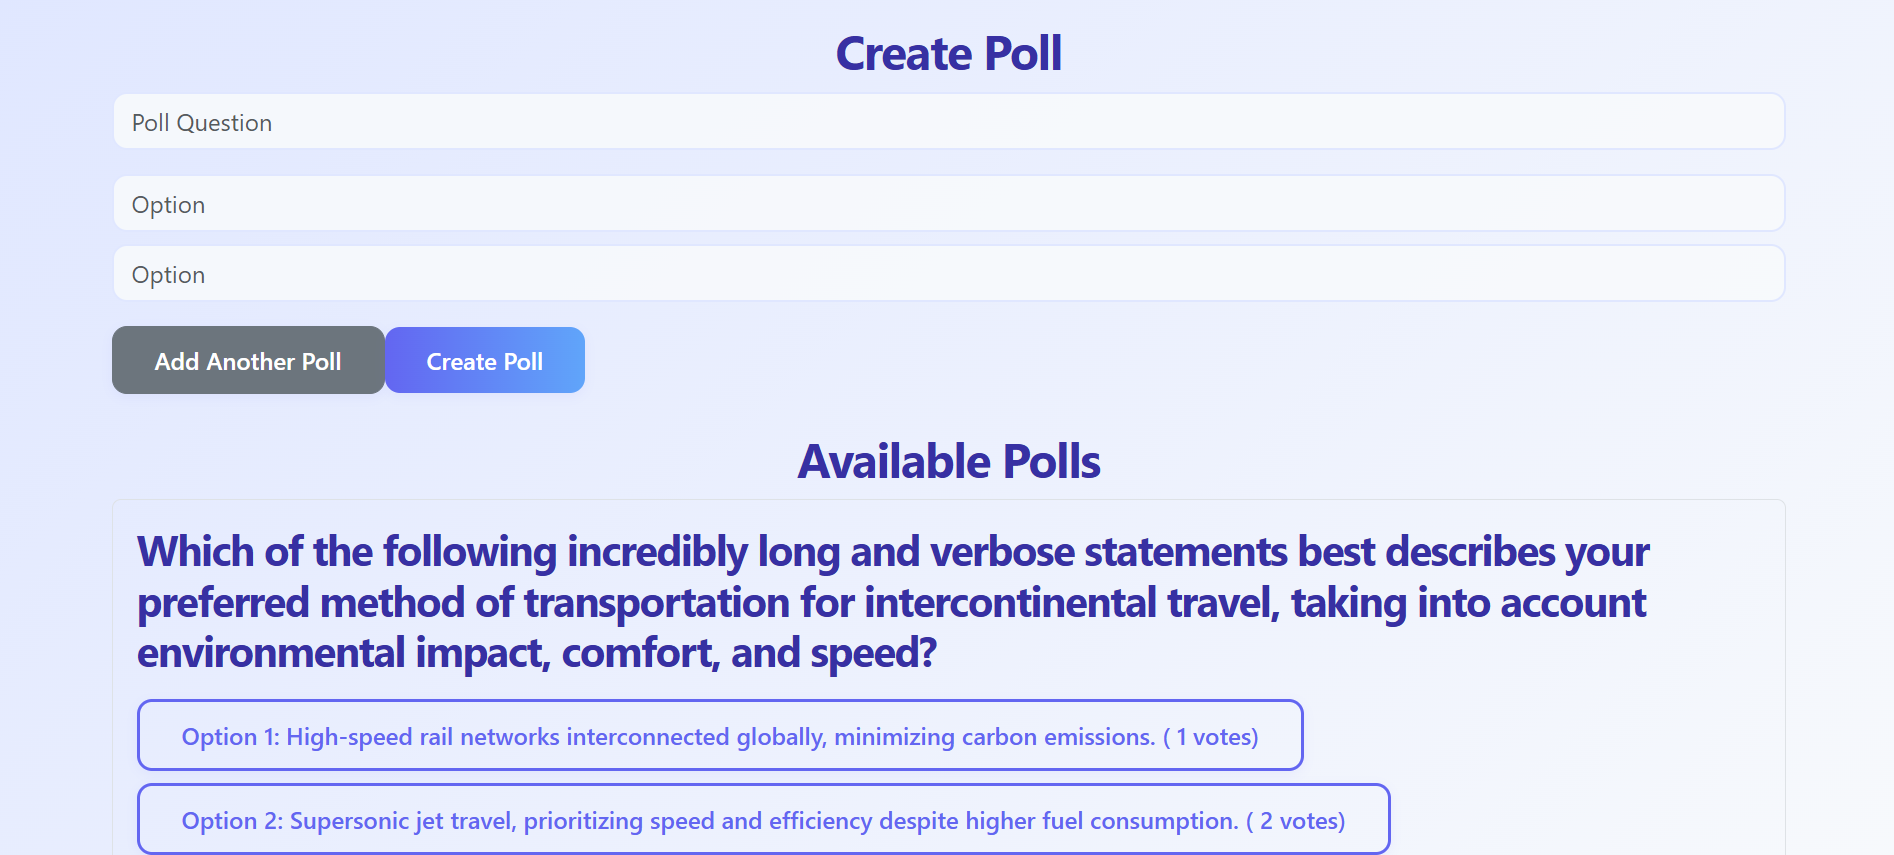 Create Poll
Poll Question
Option
Option
Add Another Poll
Create Poll
Available Polls
Which of the following incredibly long and verbose statements best describes your
preferred method of transportation for intercontinental travel, taking into account
environmental impact, comfort, and speed?
Option 1: High-speed rail networks interconnected globally, minimizing carbon emissions. ( 1 votes)
Option 2: Supersonic jet travel, prioritizing speed and efficiency despite higher fuel consumption. ( 2 votes)